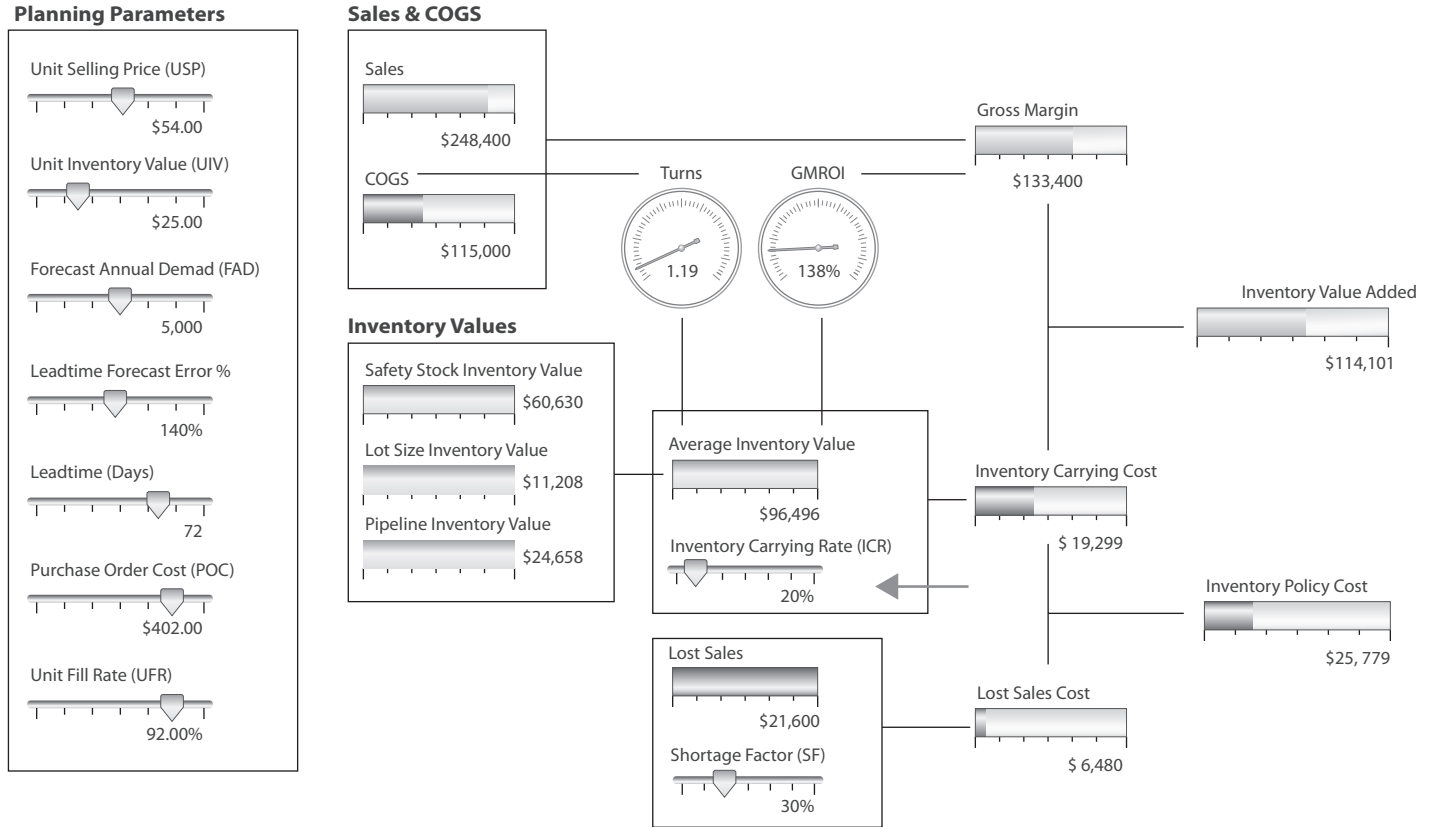 Planning Parameters
Unit Selling Price (USP)
$54.00
Unit Inventory Value (UIV)
$25.00
Forecast Annual Demad (FAD)
5,000
Leadtime Forecast Error %
140%
Leadtime (Days)
72
Purchase Order Cost (POC)
$402.00
Unit Fill Rate (UFR)
92.00%
Sales & COGS
Sales
$248,400
COGS
$115,000
Turns
1.19
GMROI
138%
Gross Margin
$133,400
Inventory Value Added
$114,101
Inventory Values
Safety Stock Inventory Value
$60,630
Lot Size Inventory Value
$11,208
Pipeline Inventory Value
$24,658
Average Inventory Value
$96,496
Inventory Carrying Rate (ICR)
20%
Inventory Carrying Cost
$ 19,299
Inventory Policy Cost
$25, 779
Lost Sales
$21,600
Shortage Factor (SF)
30%
Lost Sales Cost
$ 6,480